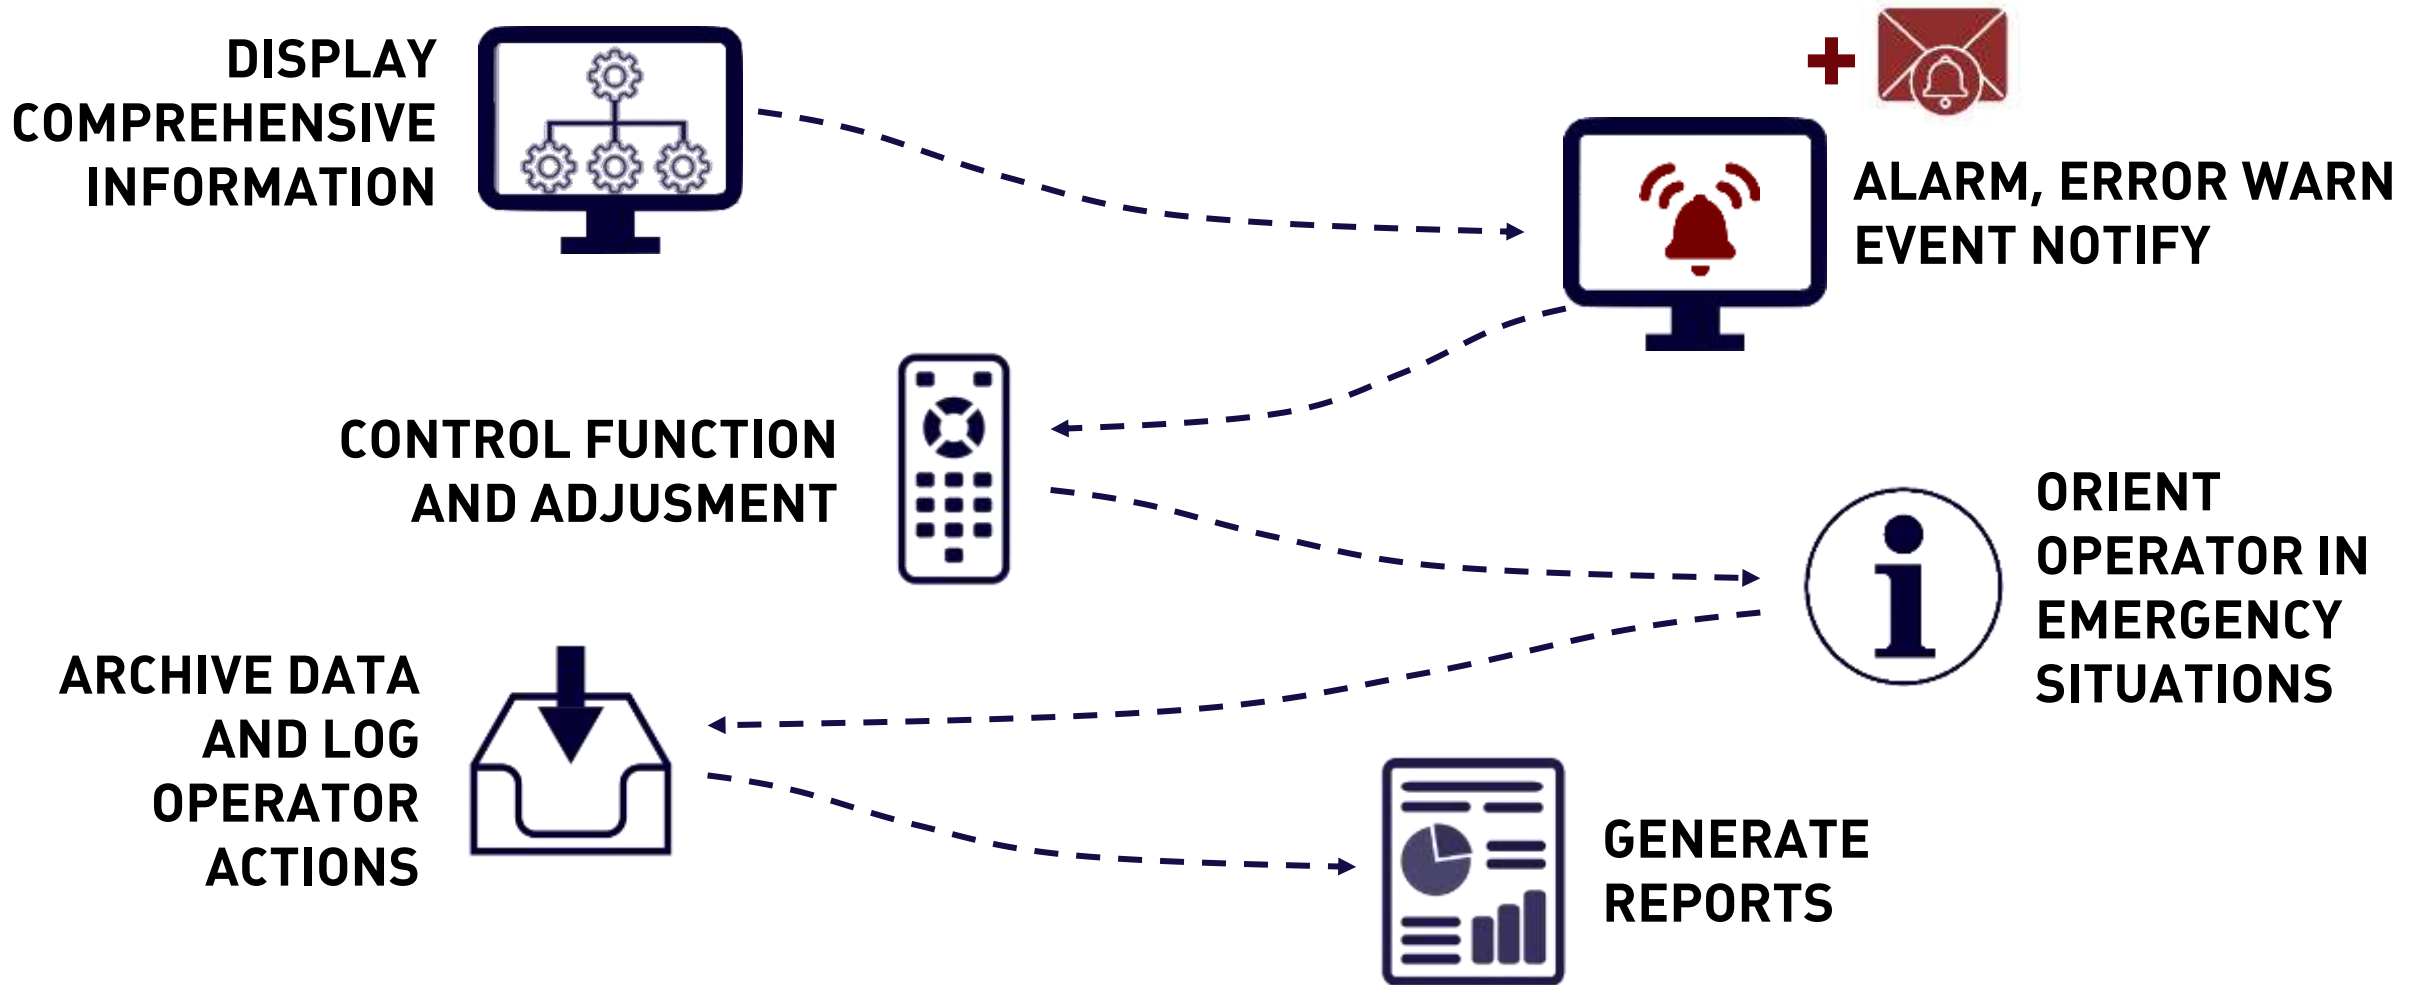 DISPLAY
COMPREHENSIVE
INFORMATION
ALARM, ERROR WARN
EVENT NOTIFY
CONTROL FUNCTION
AND ADJUSMENT
ORIENT
OPERATOR IN
EMERGENCY
SITUATIONS
ARCHIVE DATA
AND LOG
OPERATOR
ACTIONS
GENERATE
REPORTS